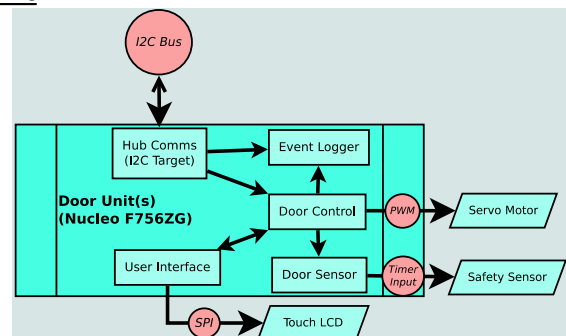 I2C Bus
Hub Comms
(I2C Target)
Event Logger
Door Unit(s)
(Nucleo F756ZG)
Door Control
PWM
Servo Motor
User Interface
Door Sensor
Timer
Input
Safety Sensor
SPI
Touch LCD